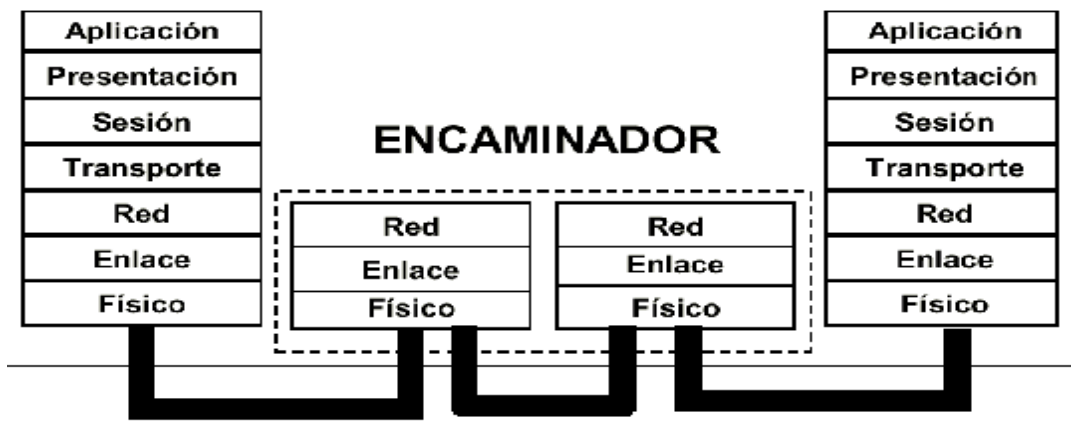 Aplicación
Presentación
Sesión
Transporte
Red
Enlace
Físico
ENCAMINADOR
Red
Enlace
Físico
Red
Enlace
Físico
Aplicación
Presentación
Sesión
Transporte
Red
Enlace
Físico